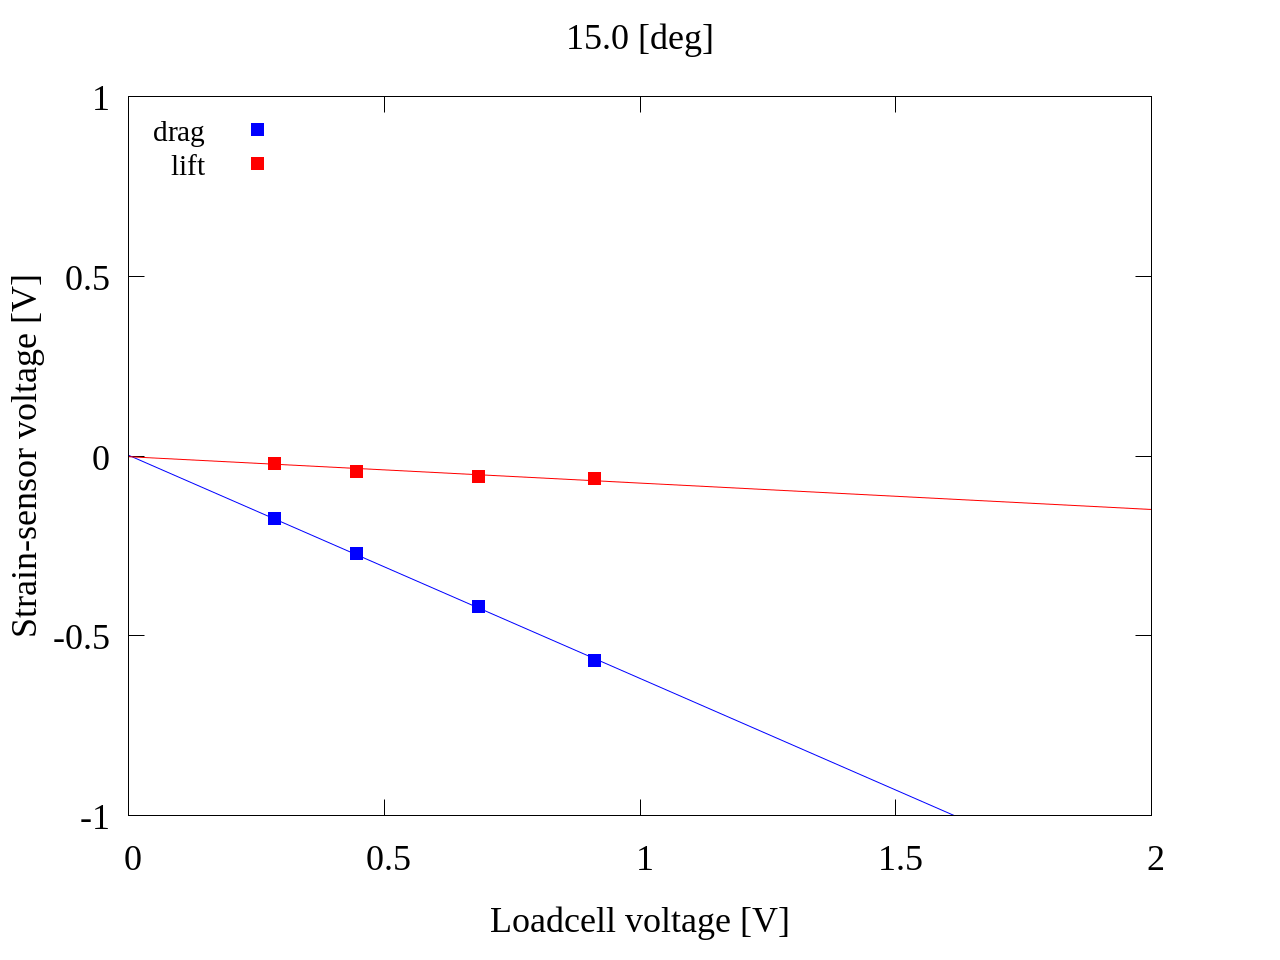 15.0 [deg]
1
drag
lift
0.5
0
-0.5
-1
Strain-sensor voltage [V]
0 0.5 1 1.5 2
Loadcell voltage [V]